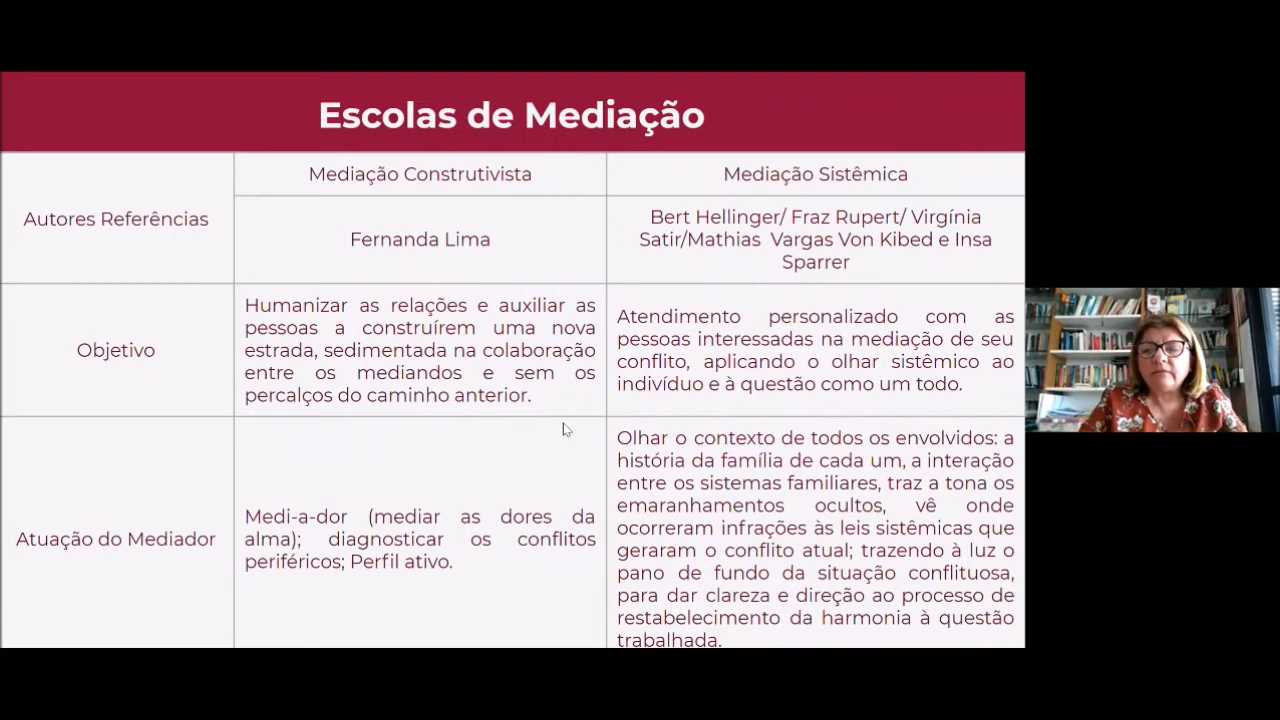 Escolas de Mediação
Mediação Construtivista
Mediação Sistêmica
Autores Referências
Fernanda Lima
Bert Hellinger/ Fraz Rupert/ Virgínia
Satir/Mathias Vargas Von Kibed e Insa
Sparrer
Objetivo
Humanizar as relações e auxiliar as
pessoas a construírem uma nova
estrada, sedimentada na colaboração
entre os mediandos e sem os
percalços do caminho anterior.
Atendimento personalizado com as
pessoas interessadas na mediação de seu
conflito, aplicando o olhar sistêmico ao
indivíduo e à questão como um todo.
Atuação do Mediador
Medi-a-dor (mediar as dores da
alma); diagnosticar os conflitos
periféricos; Perfil ativo.
Olhar o contexto de todos os envolvidos: a
história da família de cada um, a interação
entre os sistemas familiares, traz a tona os
emaranhamentos ocultos, vê onde
ocorreram infrações às leis sistêmicas que
geraram o conflito atual; trazendo à luz o
pano de fundo da situação conflituosa,
para dar clareza e direção ao processo de
restabelecimento da harmonia à questão
trabalhada.